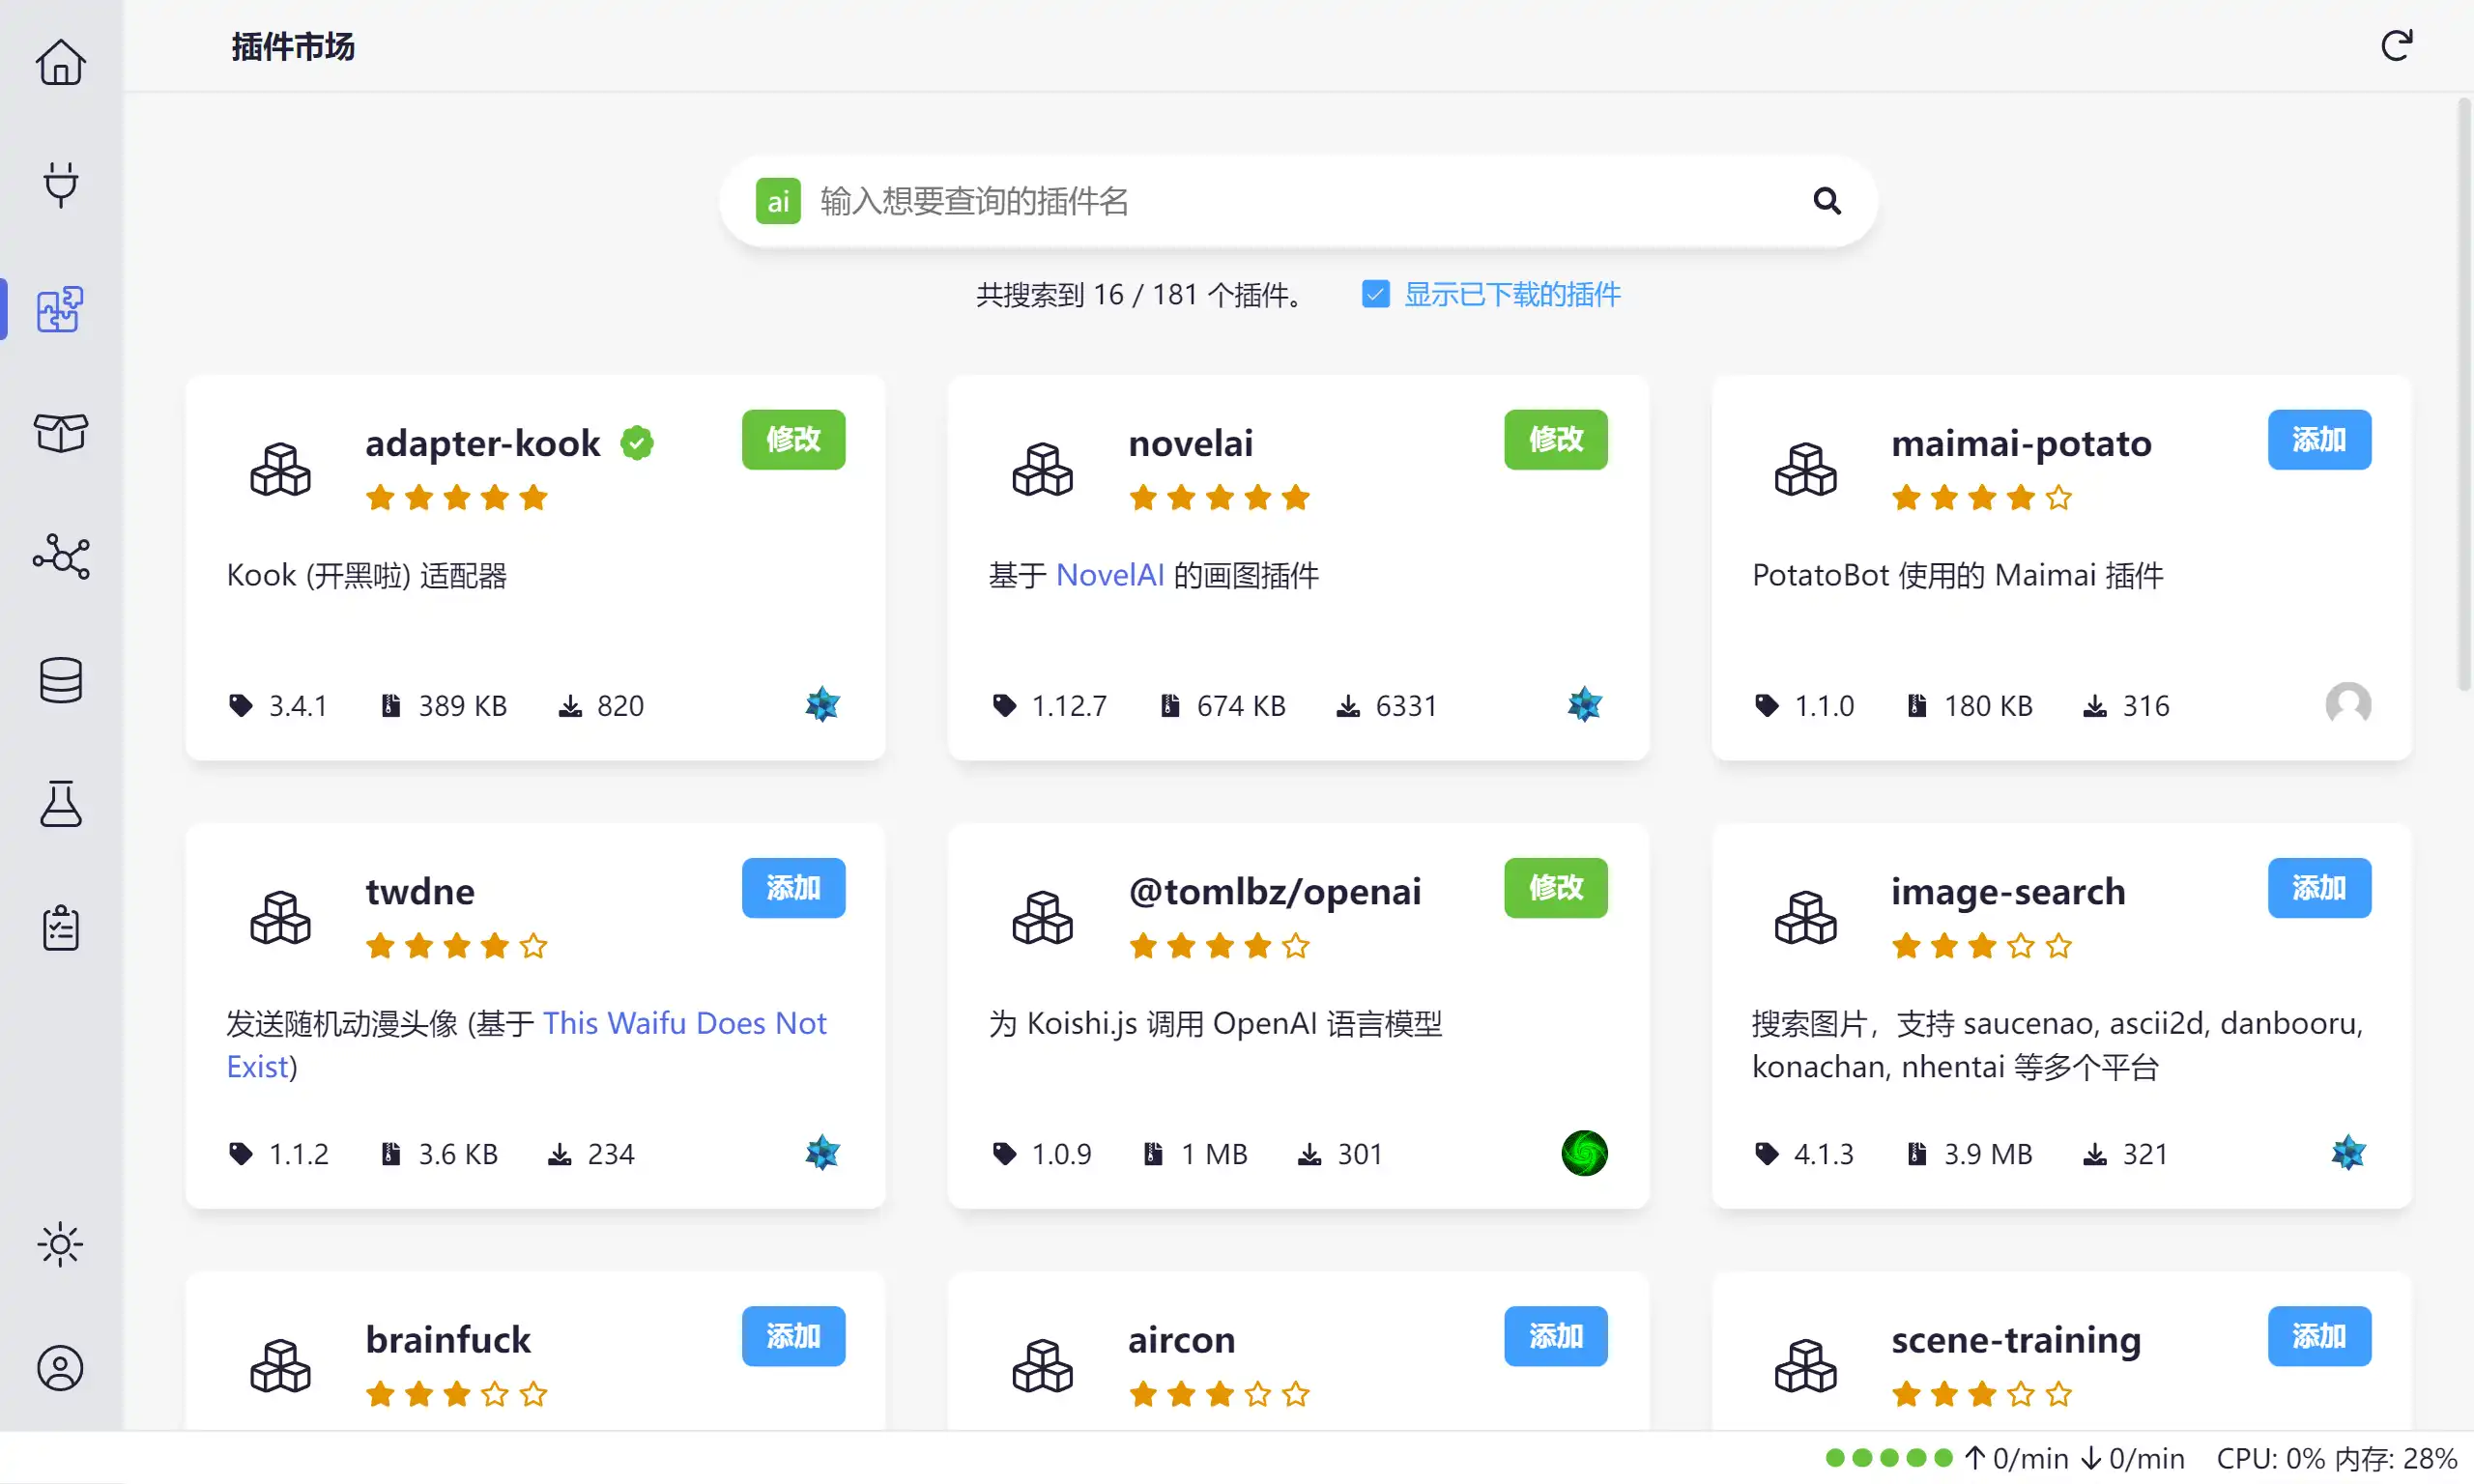 插件市场
ai 输入想要查询的插件名
共搜索到 16 / 181 个插件。 显示已下载的插件
adapter-kook 修改
Kook (开黑啦) 适配器
3.4.1 389 KB 820
novelai 修改
基于 NovelAI 的画图插件
1.12.7 674 KB 6331
maimai-potato 添加
PotatoBot 使用的 Maimai 插件
1.1.0 180 KB 316
twdne 添加
发送随机动漫头像 (基于 This Waifu Does Not
Exist)
1.1.2 3.6 KB 234
@tomlbz/openai 修改
为 Koishi.js 调用 OpenAI 语言模型
1.0.9 1 MB 301
image-search 添加
搜索图片，支持 saucenao, ascii2d, danbooru,
konachan, nhentai 等多个平台
4.1.3 3.9 MB 321
brainfuck 添加
aircon 添加
scene-training 添加
0/min 0/min CPU: 0% 内存: 28%